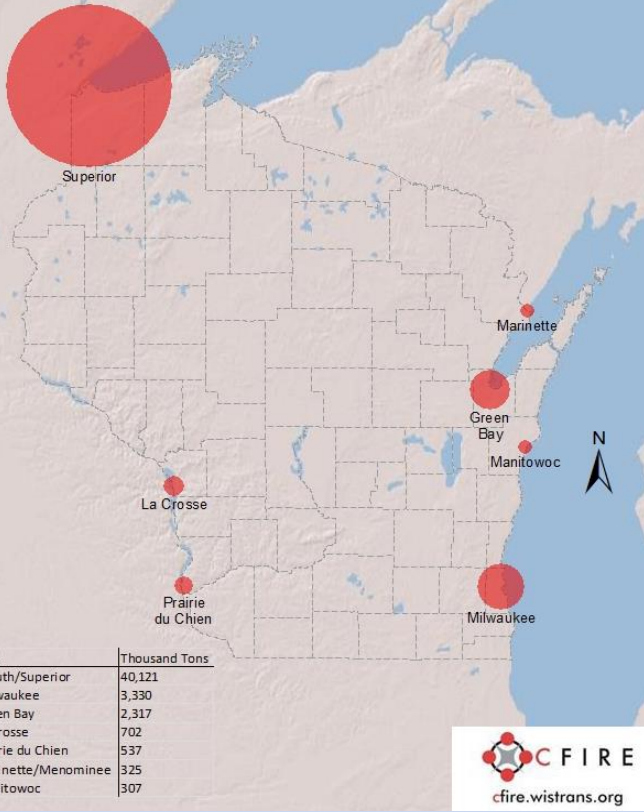 Superior
Marinette
Green
Bay
Manitowoc
N
La Crosse
Prairie
du Chien
Milwaukee
Thousand Tons
uth/Superior 40,121
waukee 3,330
en Bay 2,317
rosse 702
rie du Chien 537
nette/Menominee 325
itowoc 307
CFIRE
cfire.wistrans.org